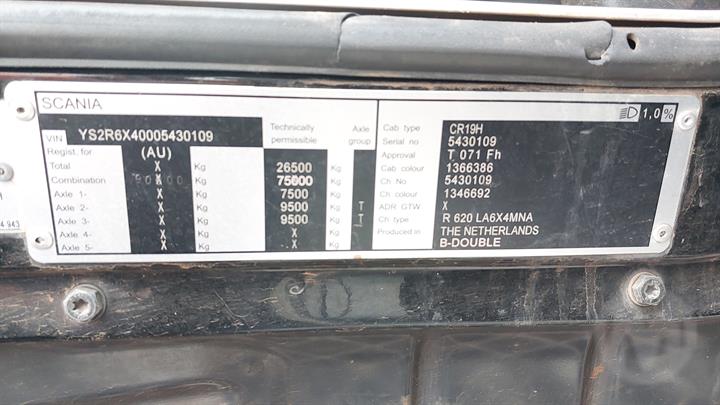 SCANIA
1,0%
VIN YS2R6X40005430109
Technically permissible
Axle group
Regist. for (AU)
Total X Kg 26500 Kg
Combination Kg 75000 Kg
Axle 1- X Kg 7500 Kg
Axle 2- X Kg 9500 Kg T
Axle 3- X Kg 9500 Kg T
Axle 4- X Kg X Kg
Axle 5- X Kg X Kg
Cab type CR19H
Serial no 5430109
Approval T 071 Fh
Cab colour 1366386
Ch. No 5430109
Ch. colour 1346692
ADR GTW X
Ch. type R 620 LA6X4MNA
Produced in THE NETHERLANDS
B-DOUBLE